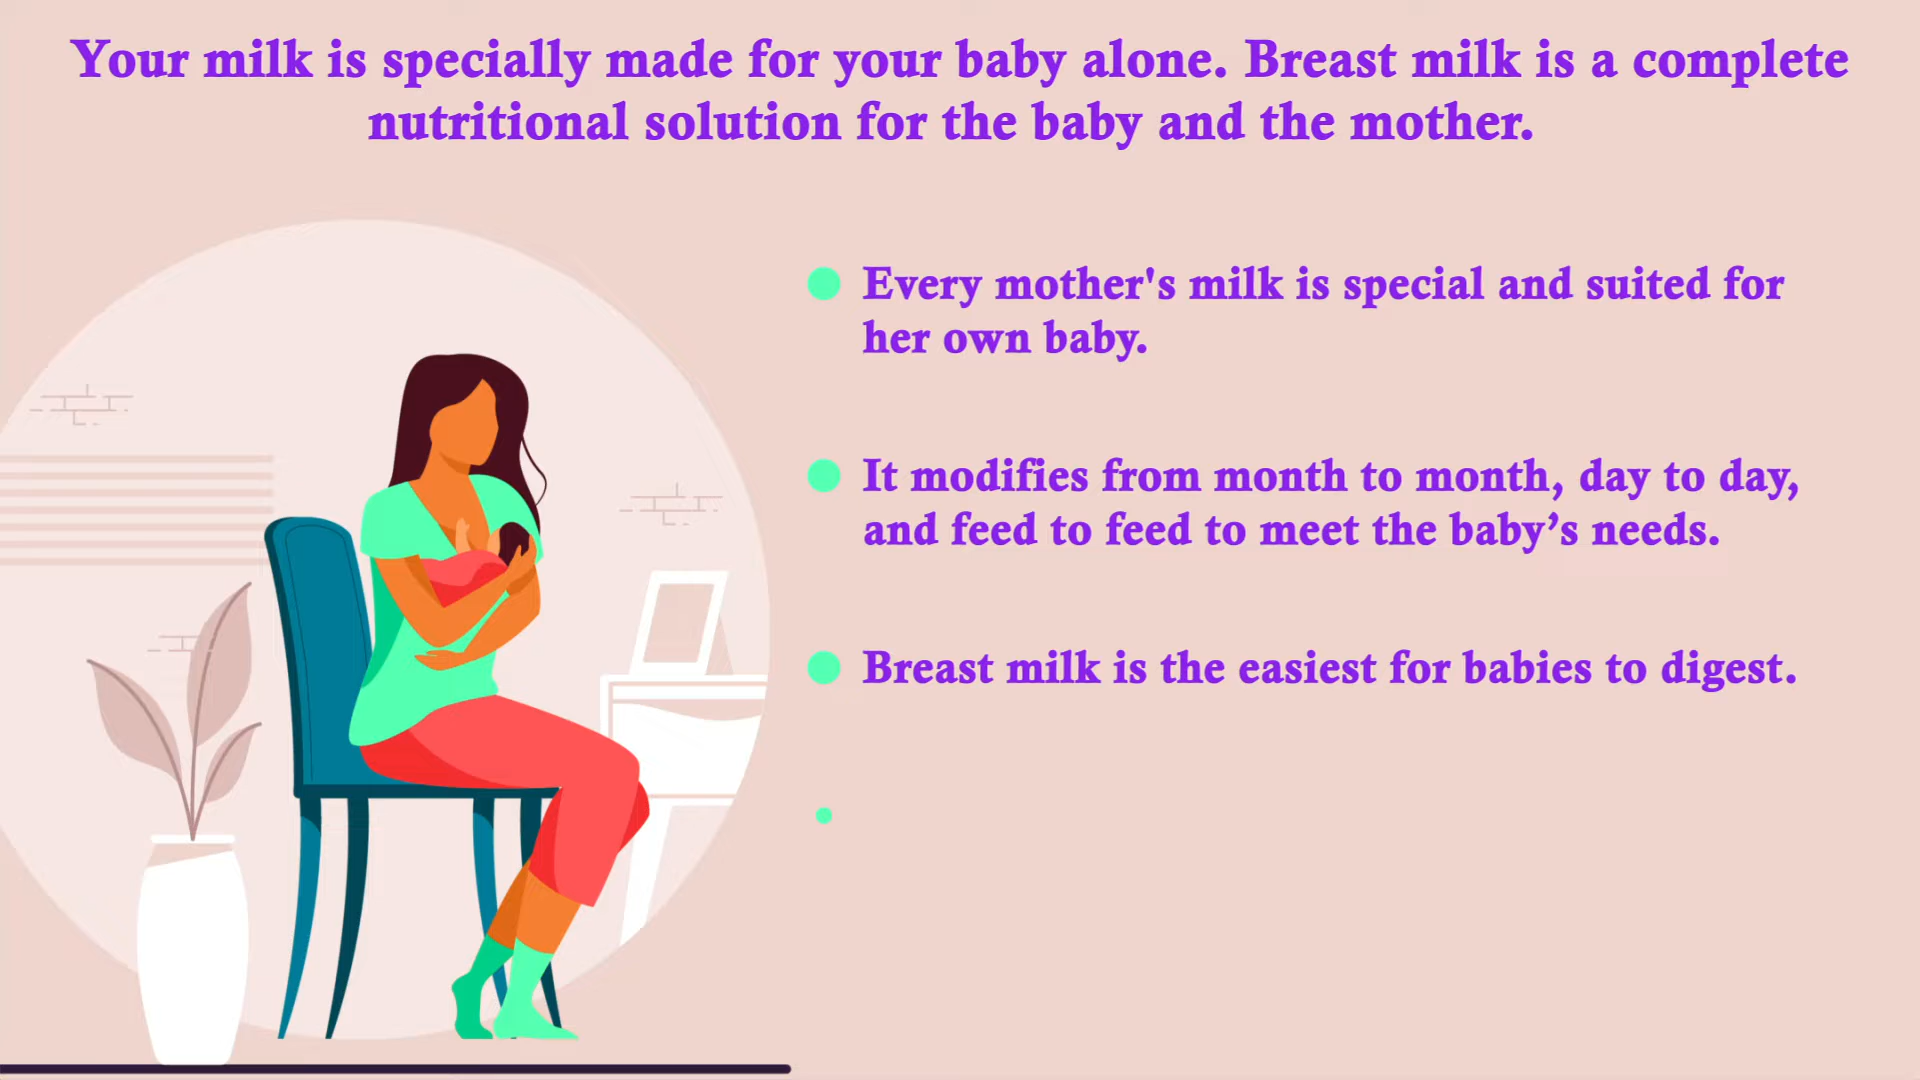 Your milk is specially made for your baby alone. Breast milk is a complete
nutritional solution for the baby and the mother.
Every mother's milk is special and suited for
her own baby.
It modifies from month to month, day to day,
and feed to feed to meet the baby’s needs.
Breast milk is the easiest for babies to digest.